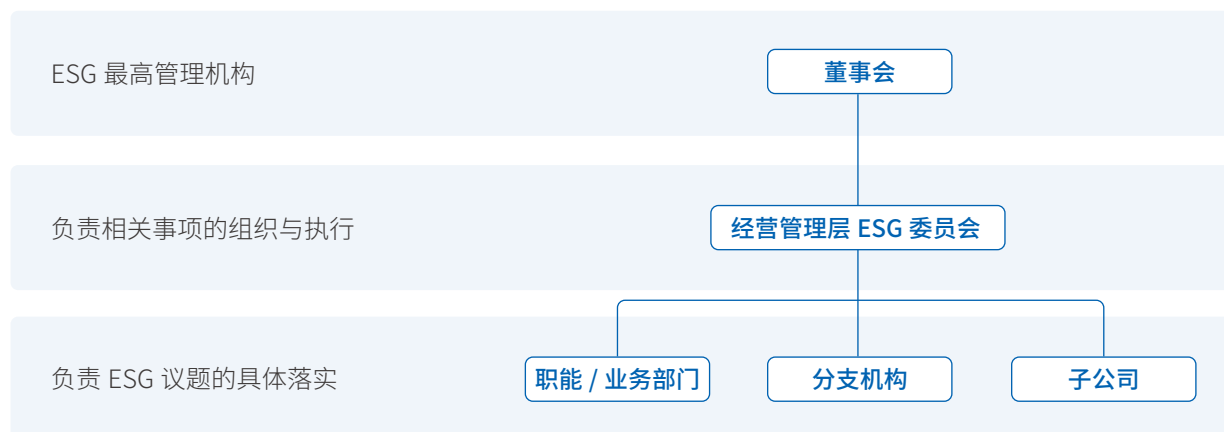 ESG 最高管理机构
董事会
负责相关事项的组织与执行
经营管理层 ESG 委员会
负责 ESG 议题的具体落实
职能 / 业务部门
分支机构
子公司